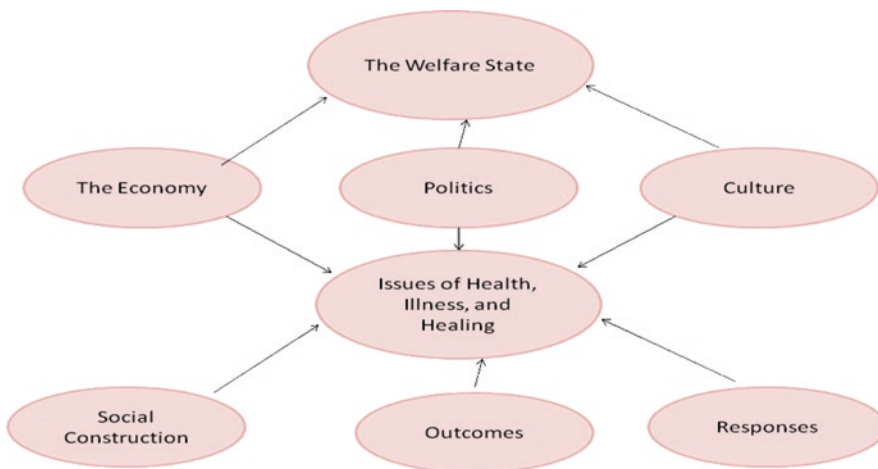 The Welfare State
The Economy
Politics
Culture
Issues of Health,
Illness, and
Healing
Social
Construction
Outcomes
Responses